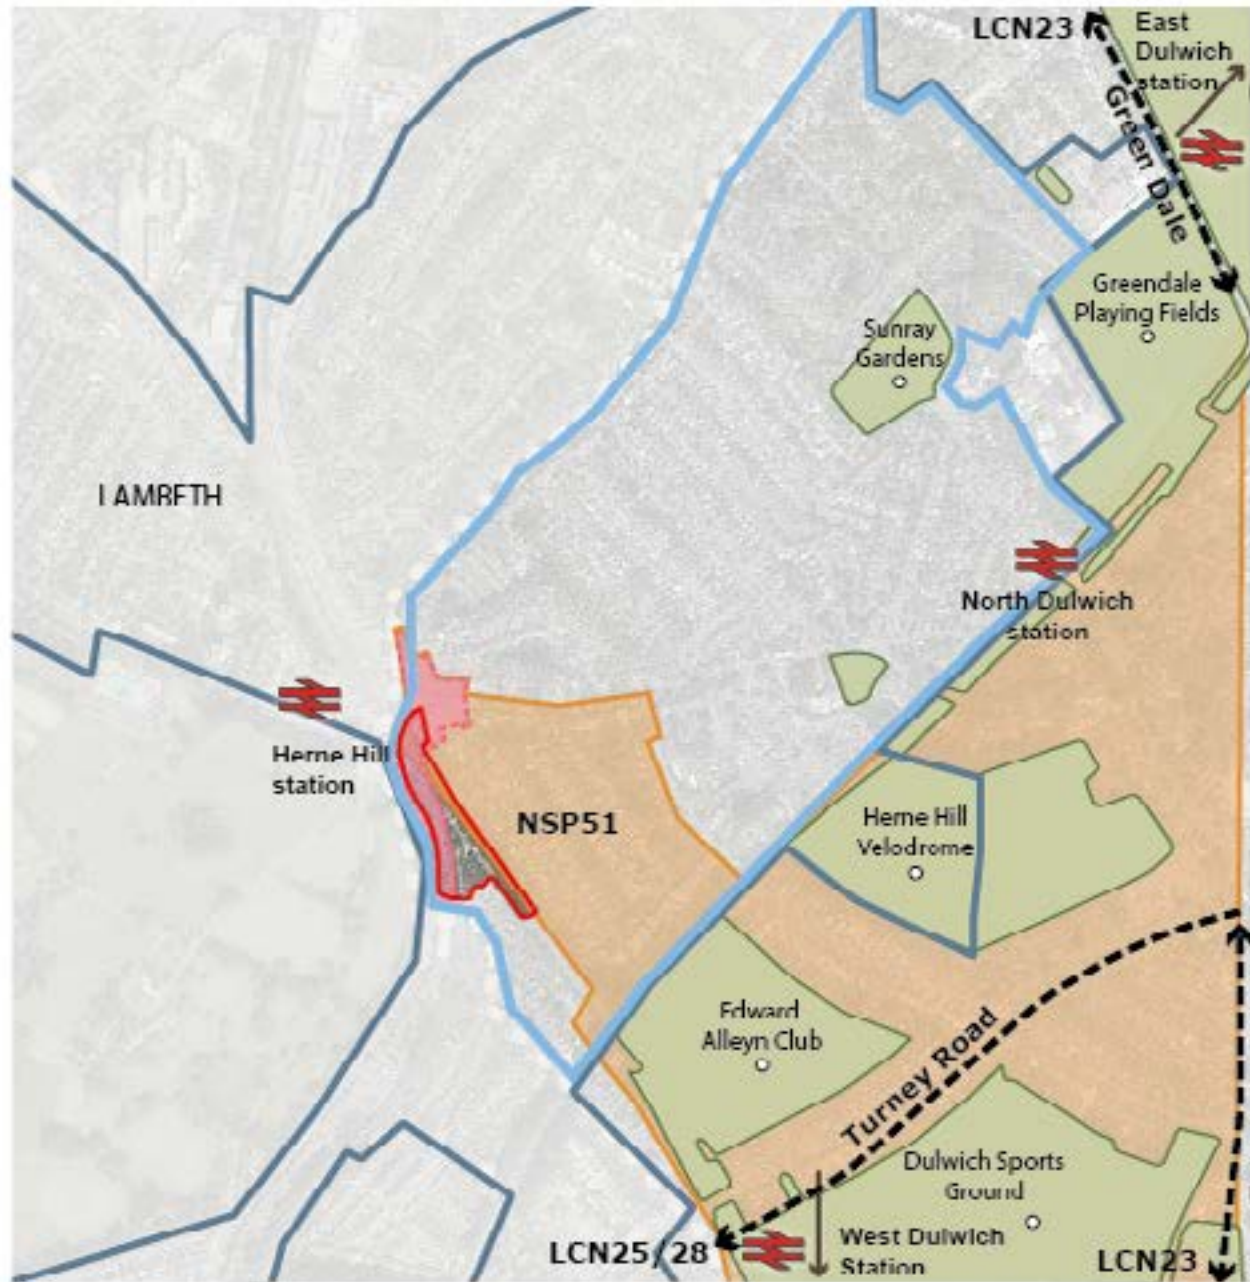 LCN23
East
Dulwich
station
Green Dale
Greendale
Playing Fields
Sunray
Gardens
LAMBETH
North Dulwich
station
Herne Hill
station
NSP51
Herne Hill
Velodrome
Edward
Alleyn Club
Turney Road
Dulwich Sports
Ground
West Dulwich
Station
LCN25/28
LCN23